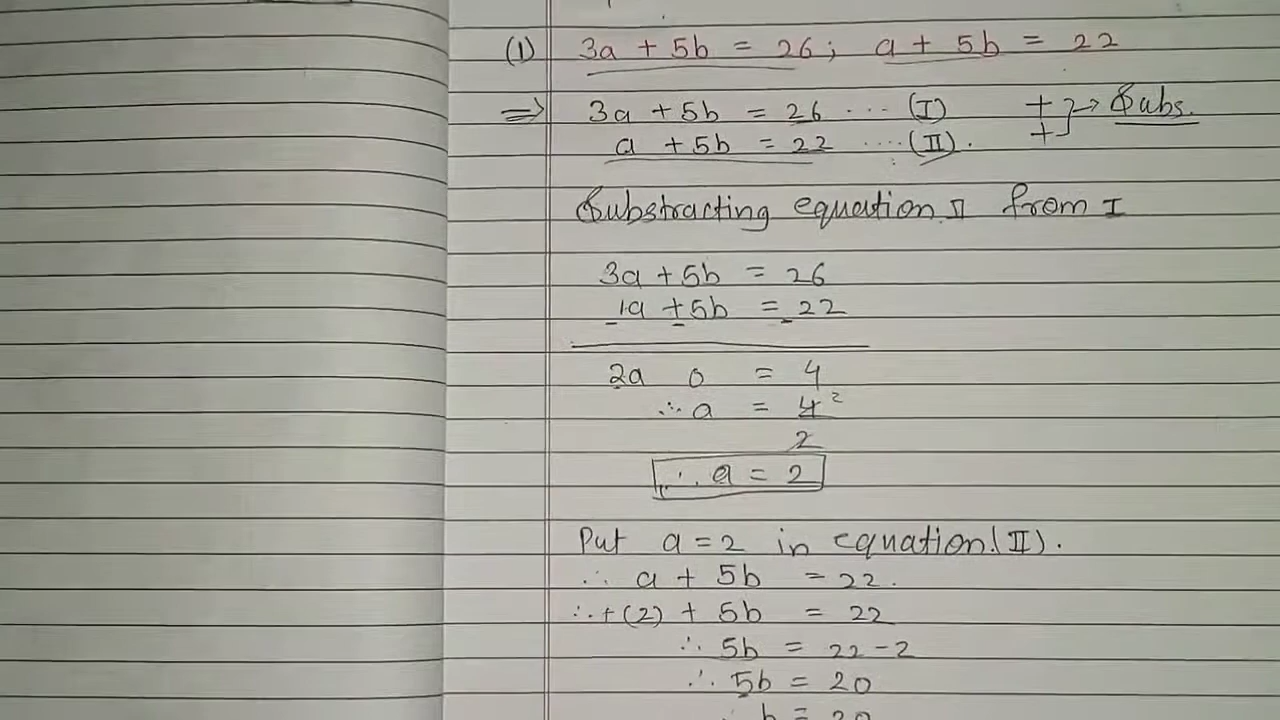 (1) 3a + 5b = 26; a + 5b = 22
⇒ 3a + 5b = 26 ... (I) + → Subs.
a + 5b = 22 ....(II). +
Substracting equation II from I
3a + 5b = 26
1a + 5b = 22
- - -
2a 0 = 4
∴ a = 4 2
2
∴ a = 2
Put a = 2 in equation.(II).
∴ a + 5b = 22.
∴ + (2) + 5b = 22
∴ 5b = 22 - 2
∴ 5b = 20
∴ b = 20